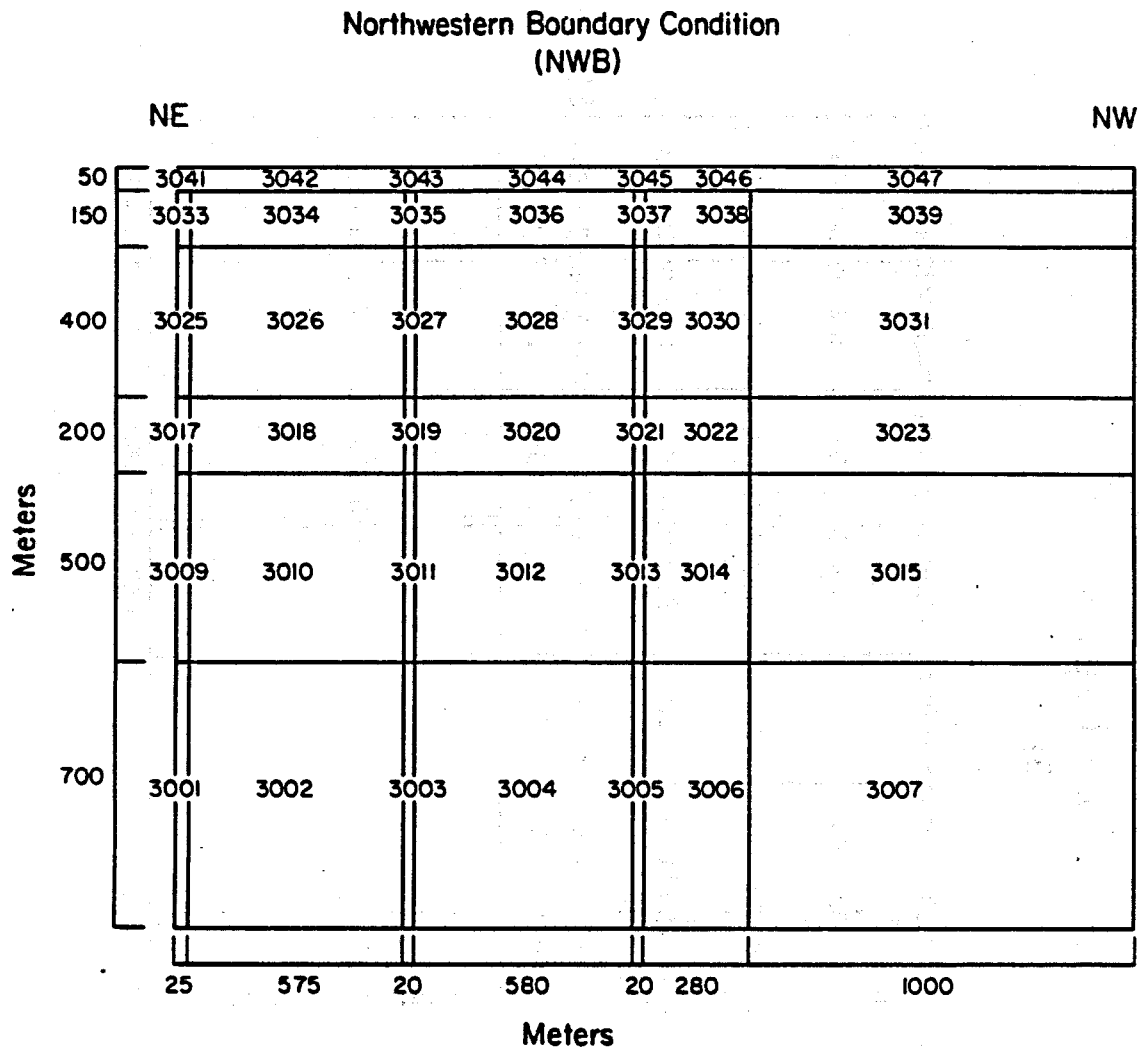 Northwestern Boundary Condition
(NWB)
NE NW
50 3041 3042 3043 3044 3045 3046 3047
150 3033 3034 3035 3036 3037 3038 3039
400 3025 3026 3027 3028 3029 3030 3031
200 3017 3018 3019 3020 3021 3022 3023
Meters
500 3009 3010 3011 3012 3013 3014 3015
700 3001 3002 3003 3004 3005 3006 3007
25 575 20 580 20 280 1000
Meters